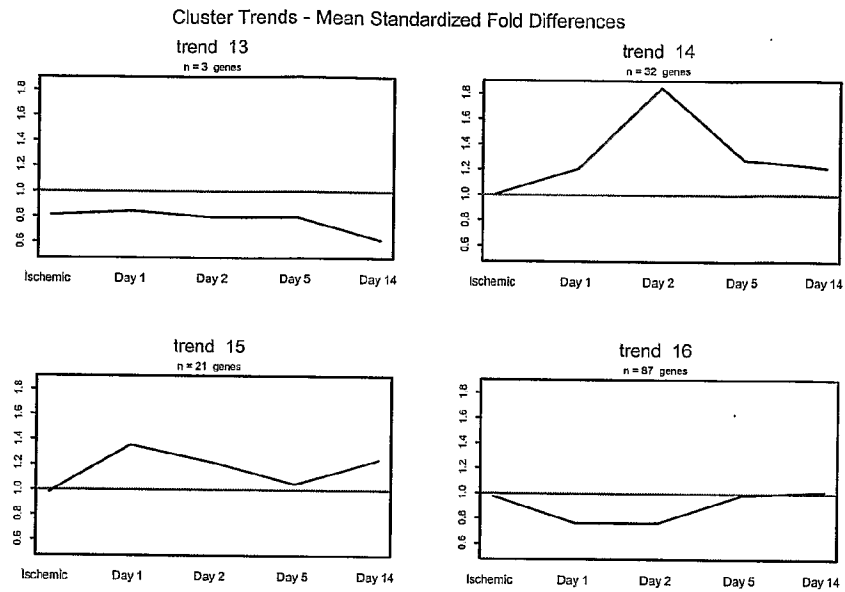 Cluster Trends - Mean Standardized Fold Differences
trend 13
n = 3 genes
1.8
1.6
1.4
1.2
1.0
0.8
0.6
Ischemic Day 1 Day 2 Day 5 Day 14
trend 14
n = 32 genes
1.8
1.6
1.4
1.2
1.0
0.8
0.6
Ischemic Day 1 Day 2 Day 5 Day 14
trend 15
n = 21 genes
1.8
1.6
1.4
1.2
1.0
0.8
0.6
Ischemic Day 1 Day 2 Day 5 Day 14
trend 16
n = 87 genes
1.8
1.6
1.4
1.2
1.0
0.8
0.6
Ischemic Day 1 Day 2 Day 5 Day 14